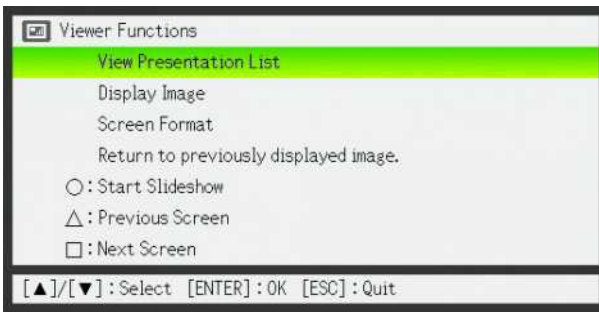 Viewer Functions
View Presentation List
Display Image
Screen Format
Return to previously displayed image.
○:Start Slideshow
△:Previous Screen
□:Next Screen
[▲]/[▼]:Select [ENTER]:OK [ESC]:Quit